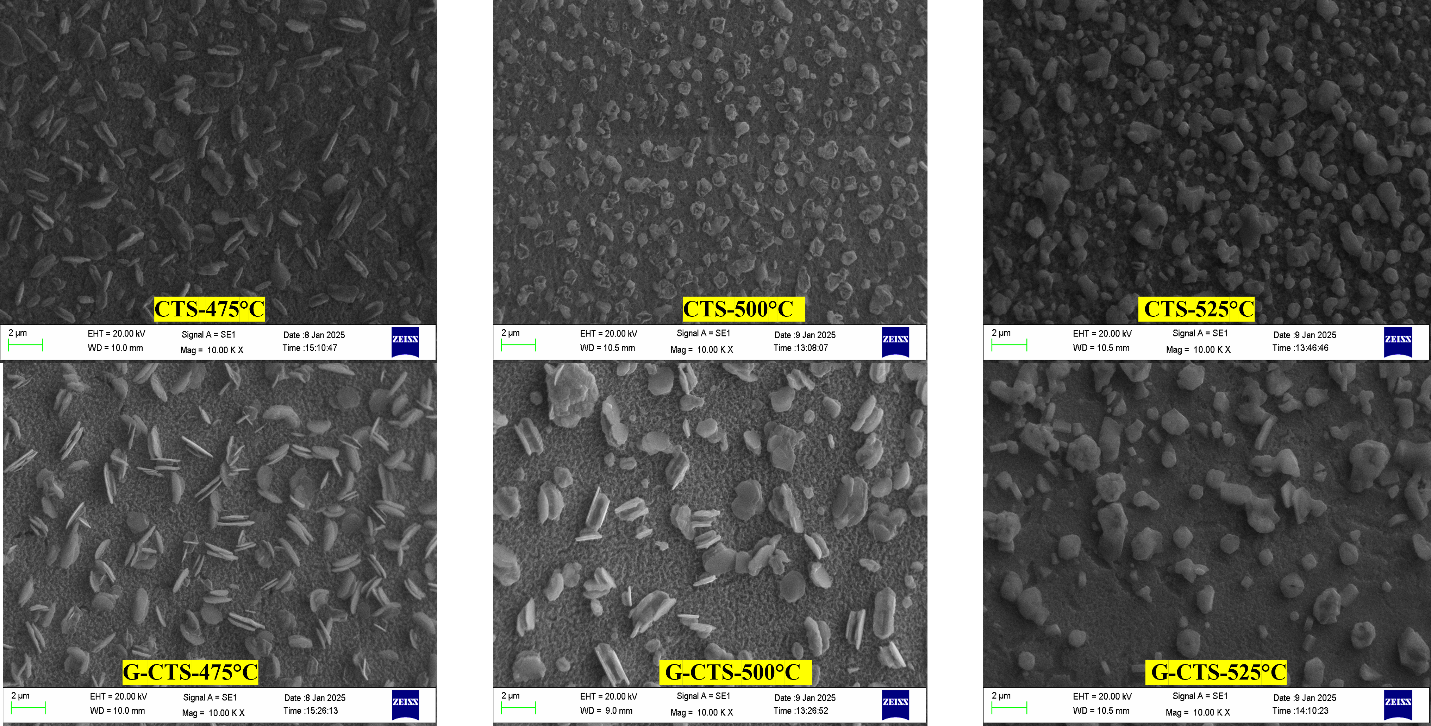 CTS-475°C
CTS-500°C
CTS-525°C
2 µm
EHT = 20.00 kV
Signal A = SE1
Date :8 Jan 2025
WD = 10.0 mm
Mag = 10.00 K X
Time :15:10:47
ZEISS
2 µm
EHT = 20.00 kV
Signal A = SE1
Date :9 Jan 2025
WD = 10.5 mm
Mag = 10.00 K X
Time :13:08:07
ZEISS
2 µm
EHT = 20.00 kV
Signal A = SE1
Date :9 Jan 2025
WD = 10.5 mm
Mag = 10.00 K X
Time :13:46:46
ZEISS
G-CTS-475°C
G-CTS-500°C
G-CTS-525°C
2 µm
EHT = 20.00 kV
Signal A = SE1
Date :8 Jan 2025
WD = 10.0 mm
Mag = 10.00 K X
Time :15:26:13
ZEISS
2 µm
EHT = 20.00 kV
Signal A = SE1
Date :9 Jan 2025
WD = 9.0 mm
Mag = 10.00 K X
Time :13:26:52
ZEISS
2 µm
EHT = 20.00 kV
Signal A = SE1
Date :9 Jan 2025
WD = 10.5 mm
Mag = 10.00 K X
Time :14:10:23
ZEISS